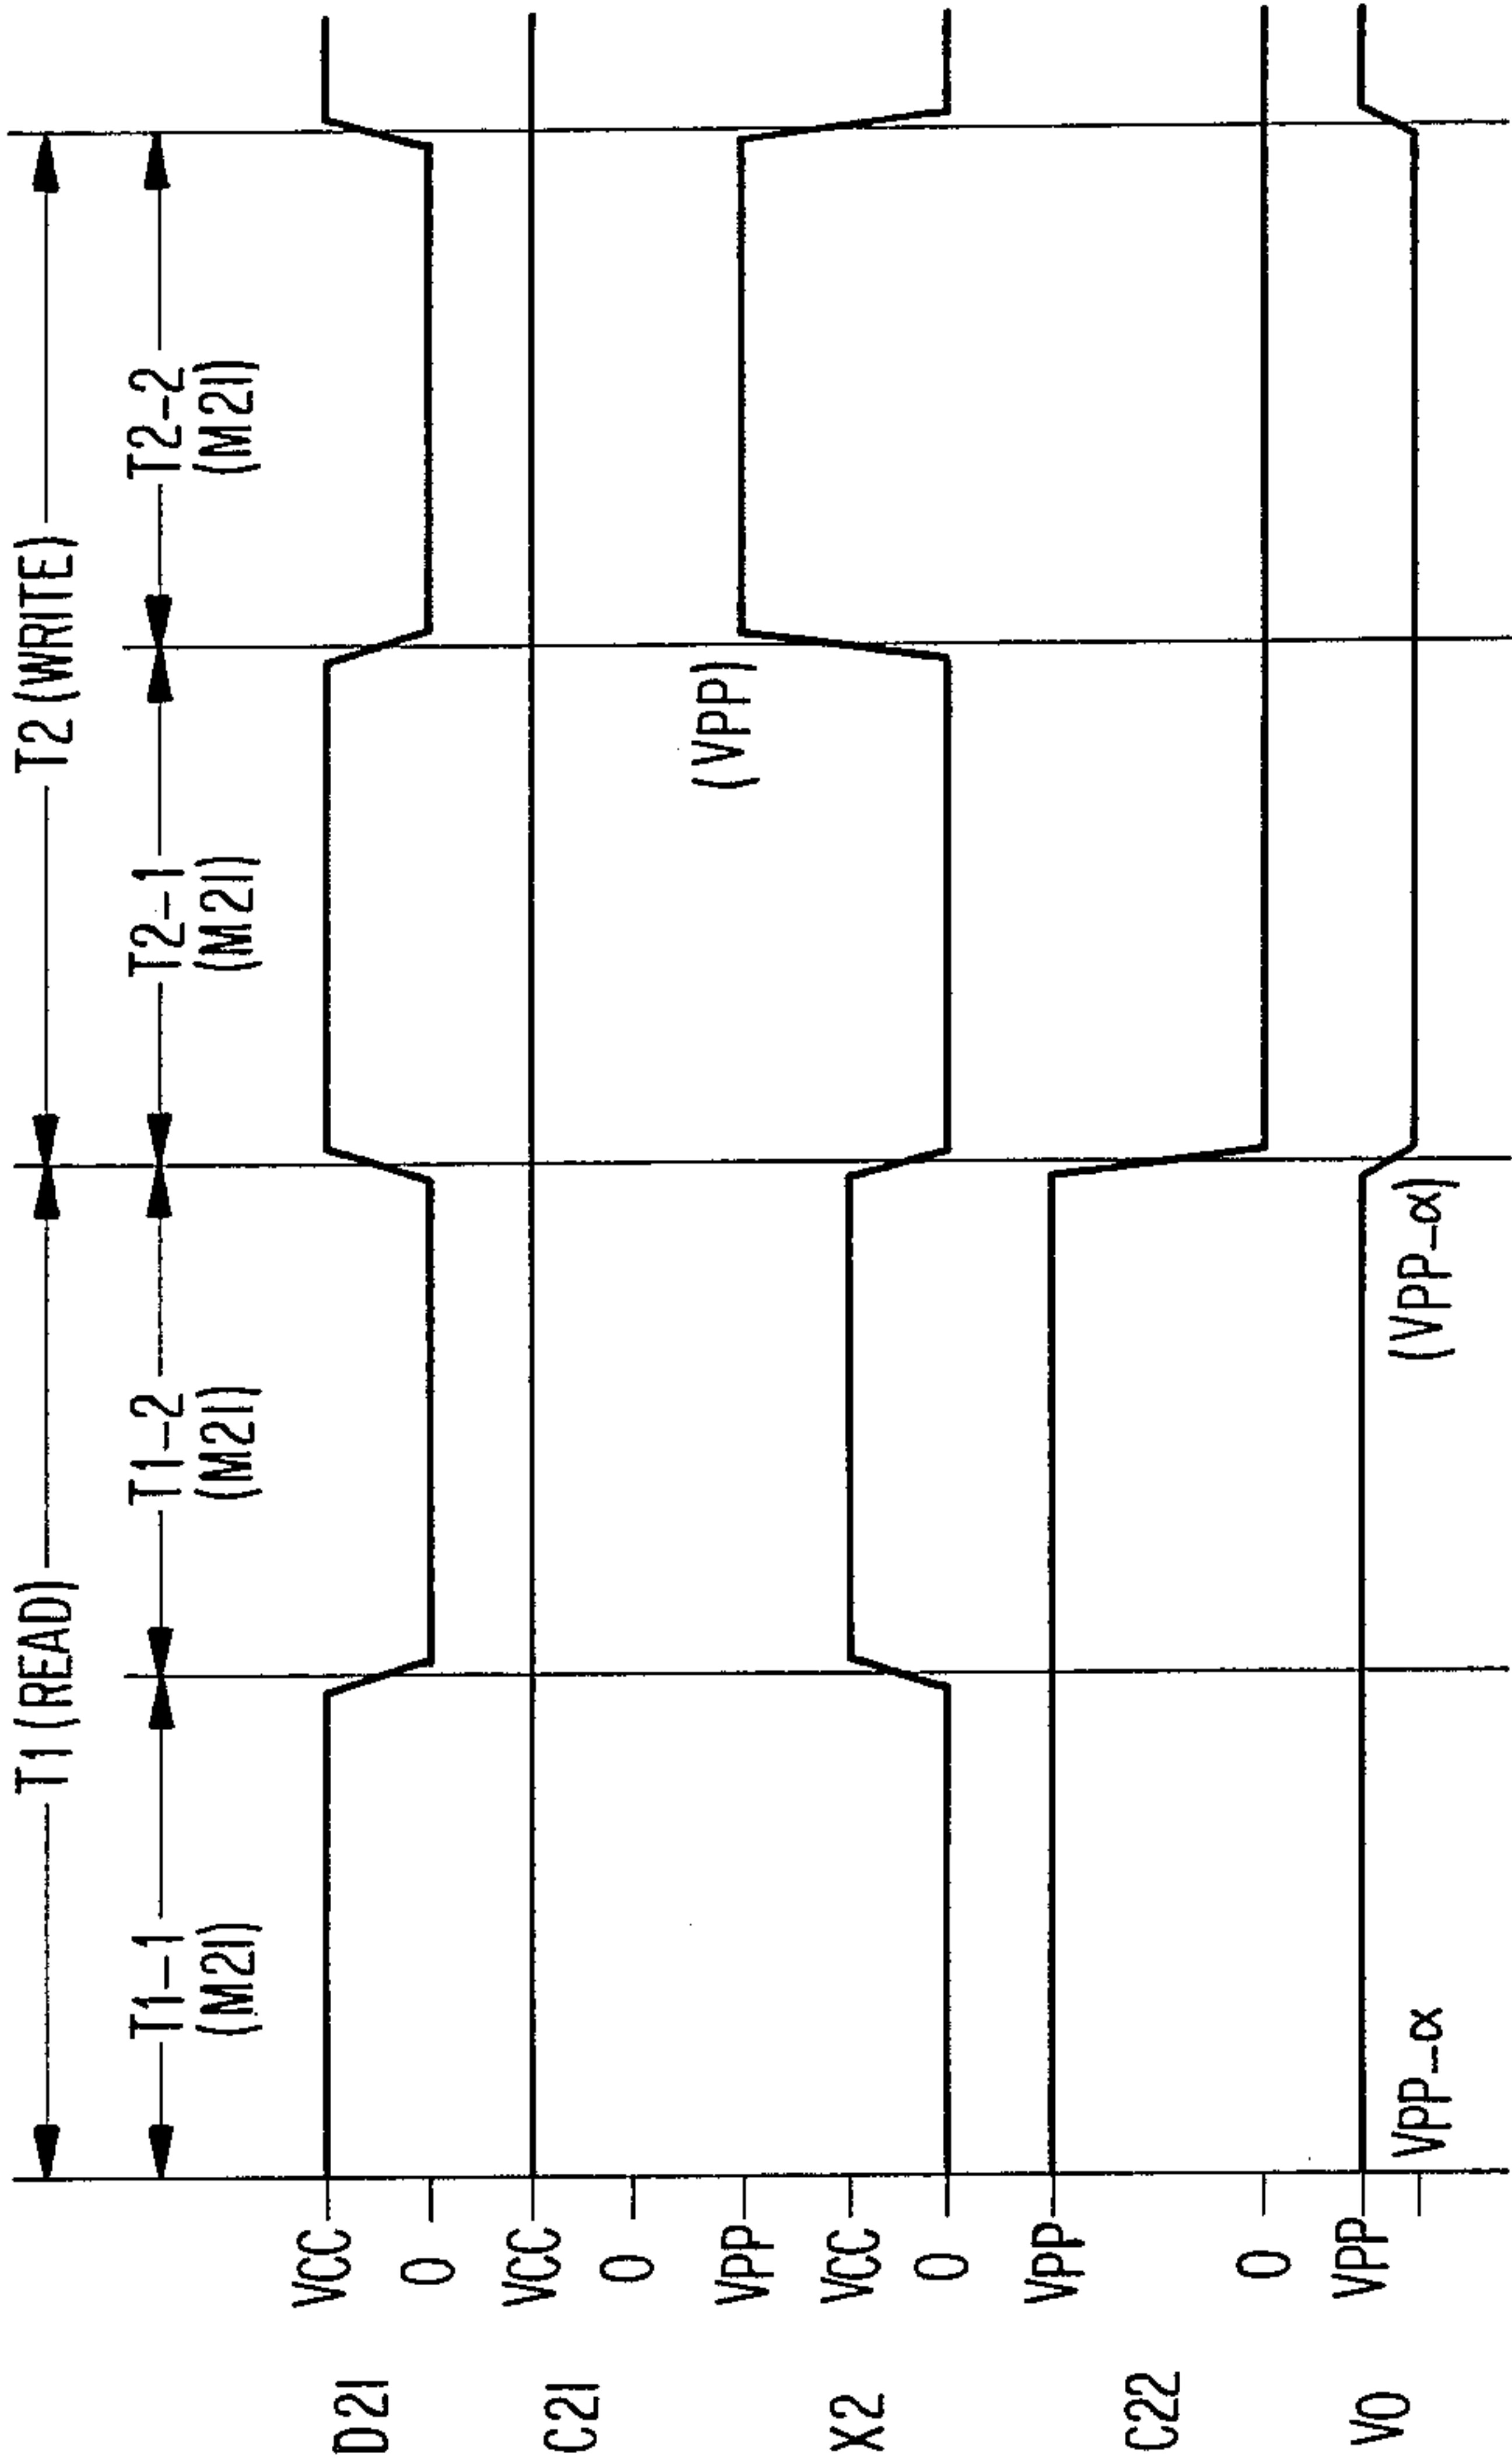 T1 (READ)
T2 (WRITE)
T1-1
(M21)
T1-2
(M21)
T2-1
(M21)
T2-2
(M21)
D21
VCC
0
C21
VCC
0
X2
VPP
VCC
0
(VPP)
C22
VPP
0
V0
VPP
VPP-α
(VPP-α)